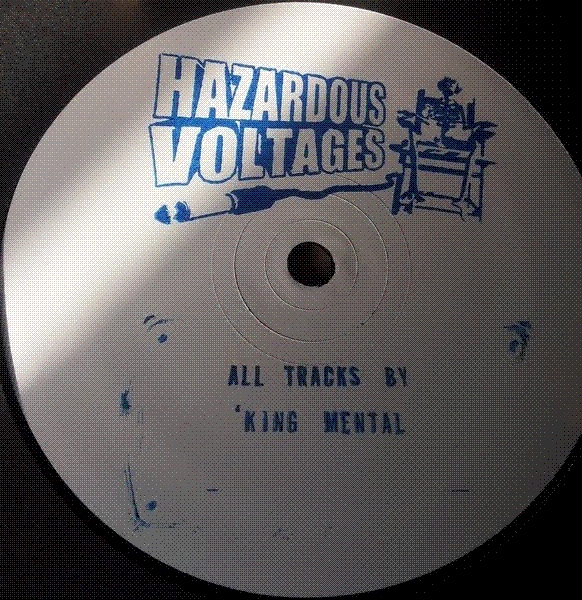 HAZARDOUS
VOLTAGES
ALL TRACKS BY
'KING MENTAL